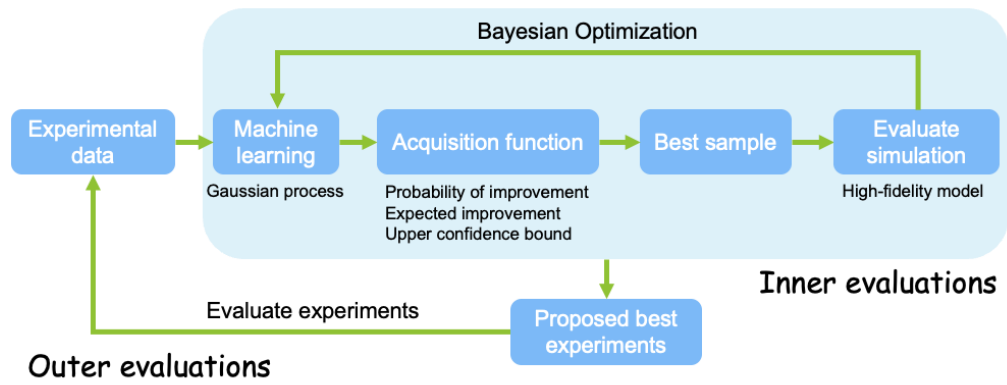 Bayesian Optimization
Experimental
data
Machine
learning
Acquisition function
Best sample
Evaluate
simulation
Gaussian process
Probability of improvement
Expected improvement
Upper confidence bound
High-fidelity model
Inner evaluations
Evaluate experiments
Proposed best
experiments
Outer evaluations